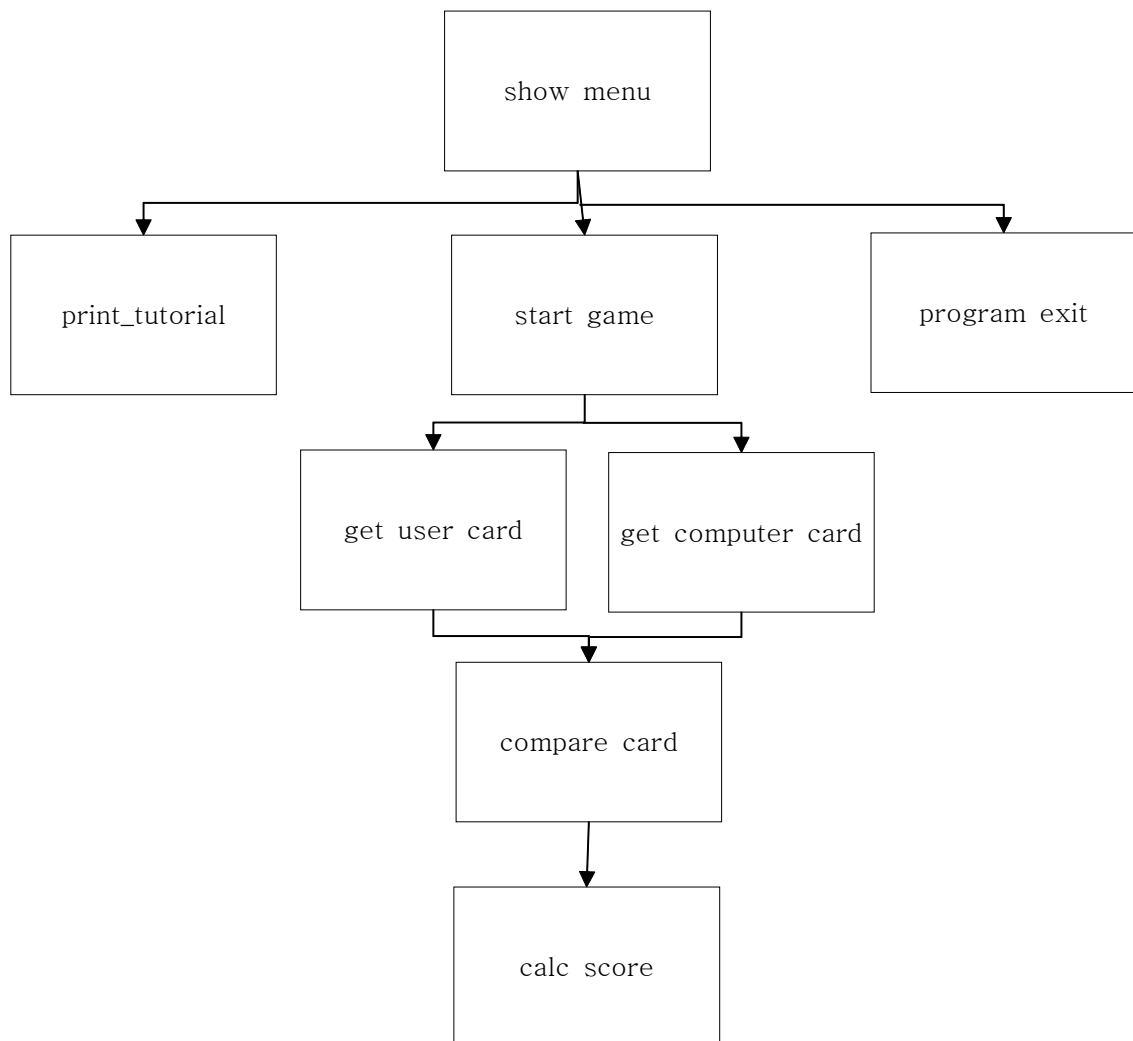 show menu
print_tutorial
start game
program exit
get user card
get computer card
compare card
calc score